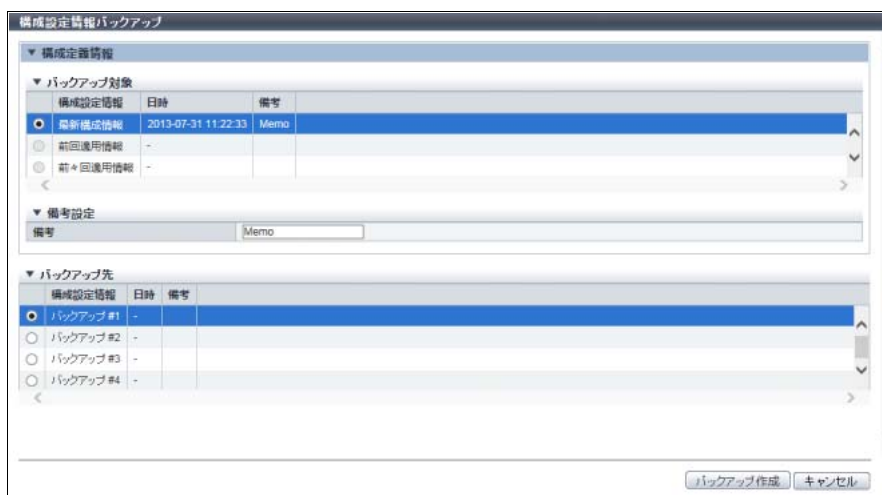 構成設定情報バックアップ
▼ 構成定義情報
▼ バックアップ対象
構成設定情報 日時 備考
最新構成情報 2013-07-31 11:22:33 Memo
前回適用情報 -
前々回適用情報 -
▼ 備考設定
備考 Memo
▼ バックアップ先
構成設定情報 日時 備考
バックアップ #1 -
バックアップ #2 -
バックアップ #3 -
バックアップ #4 -
バックアップ作成 キャンセル